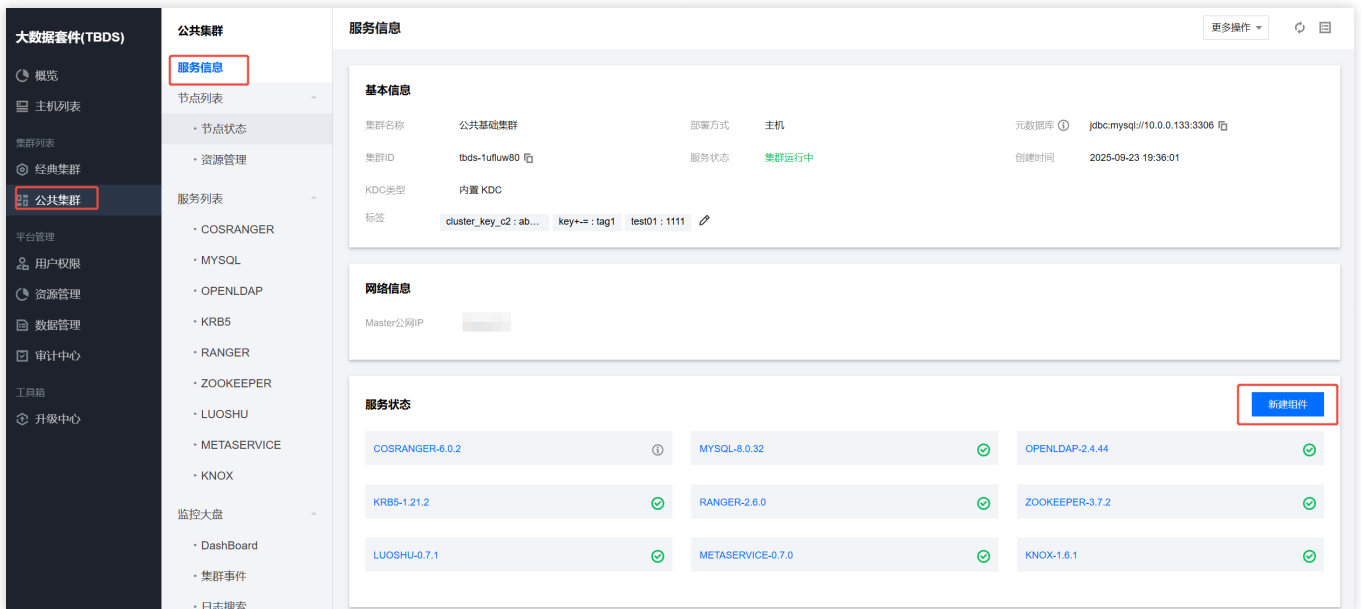 大数据套件(TBDS)
概览
主机列表
集群列表
经典集群
公共集群
平台管理
用户权限
资源管理
数据管理
审计中心
工具箱
升级中心
公共集群
服务信息
节点列表
节点状态
资源管理
服务列表
COSRANGER
MYSQL
OPENLDAP
KRB5
RANGER
ZOOKEEPER
LUOSHU
METASERVICE
KNOX
监控大盘
DashBoard
集群事件
日志搜索
服务信息
更多操作
基本信息
集群名称 公共基础集群 部署方式 主机 元数据库 jdbc:mysql://10.0.0.133:3306
集群ID tbds-1ufluw80 服务状态 集群运行中 创建时间 2025-09-23 19:36:01
KDC类型 内置 KDC
标签 cluster_key_c2 : ab... key+-= : tag1 test01 : 1111
网络信息
Master公网IP
服务状态 新建组件
COSRANGER-6.0.2 MYSQL-8.0.32 OPENLDAP-2.4.44
KRB5-1.21.2 RANGER-2.6.0 ZOOKEEPER-3.7.2
LUOSHU-0.7.1 METASERVICE-0.7.0 KNOX-1.6.1